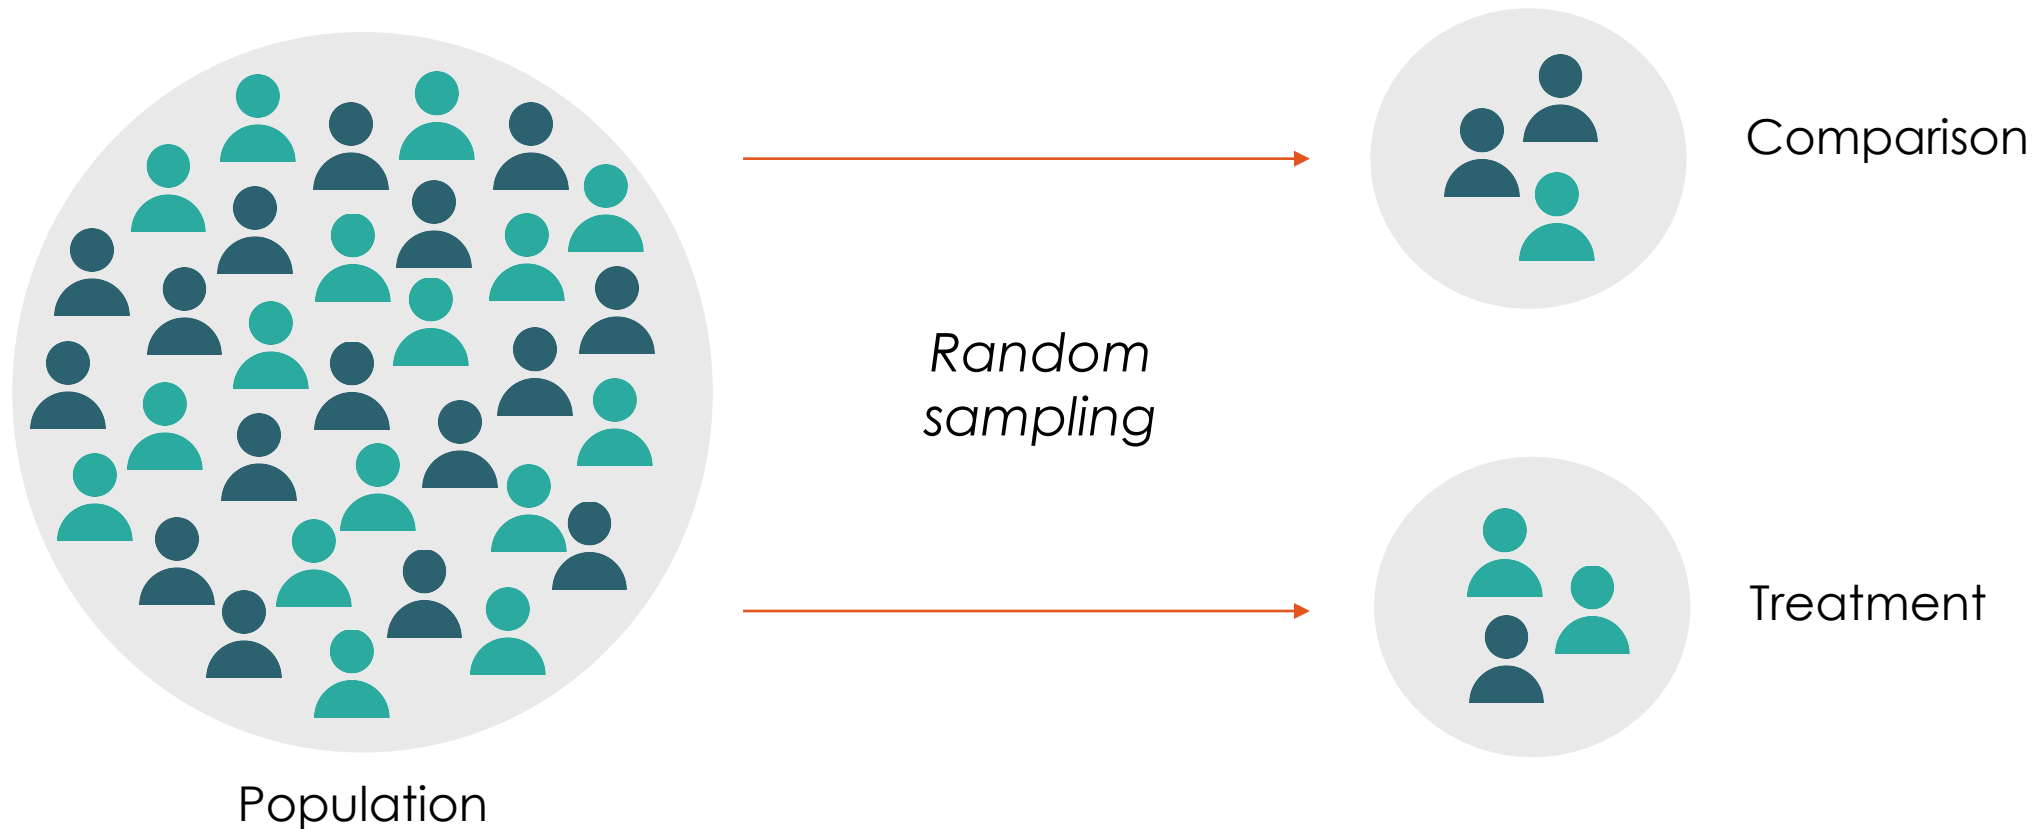 Comparison
Random
sampling
Treatment
Population